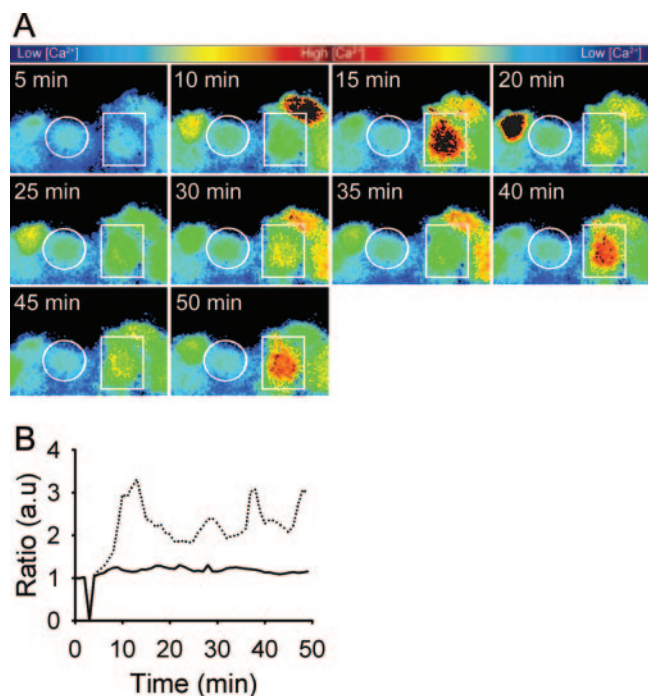 A
Low [Ca²⁺] High [Ca²⁺] Low [Ca²⁺]
5 min 10 min 15 min 20 min
25 min 30 min 35 min 40 min
45 min 50 min
B
Ratio (a.u)
4
3
2
1
0
0 10 20 30 40 50
Time (min)